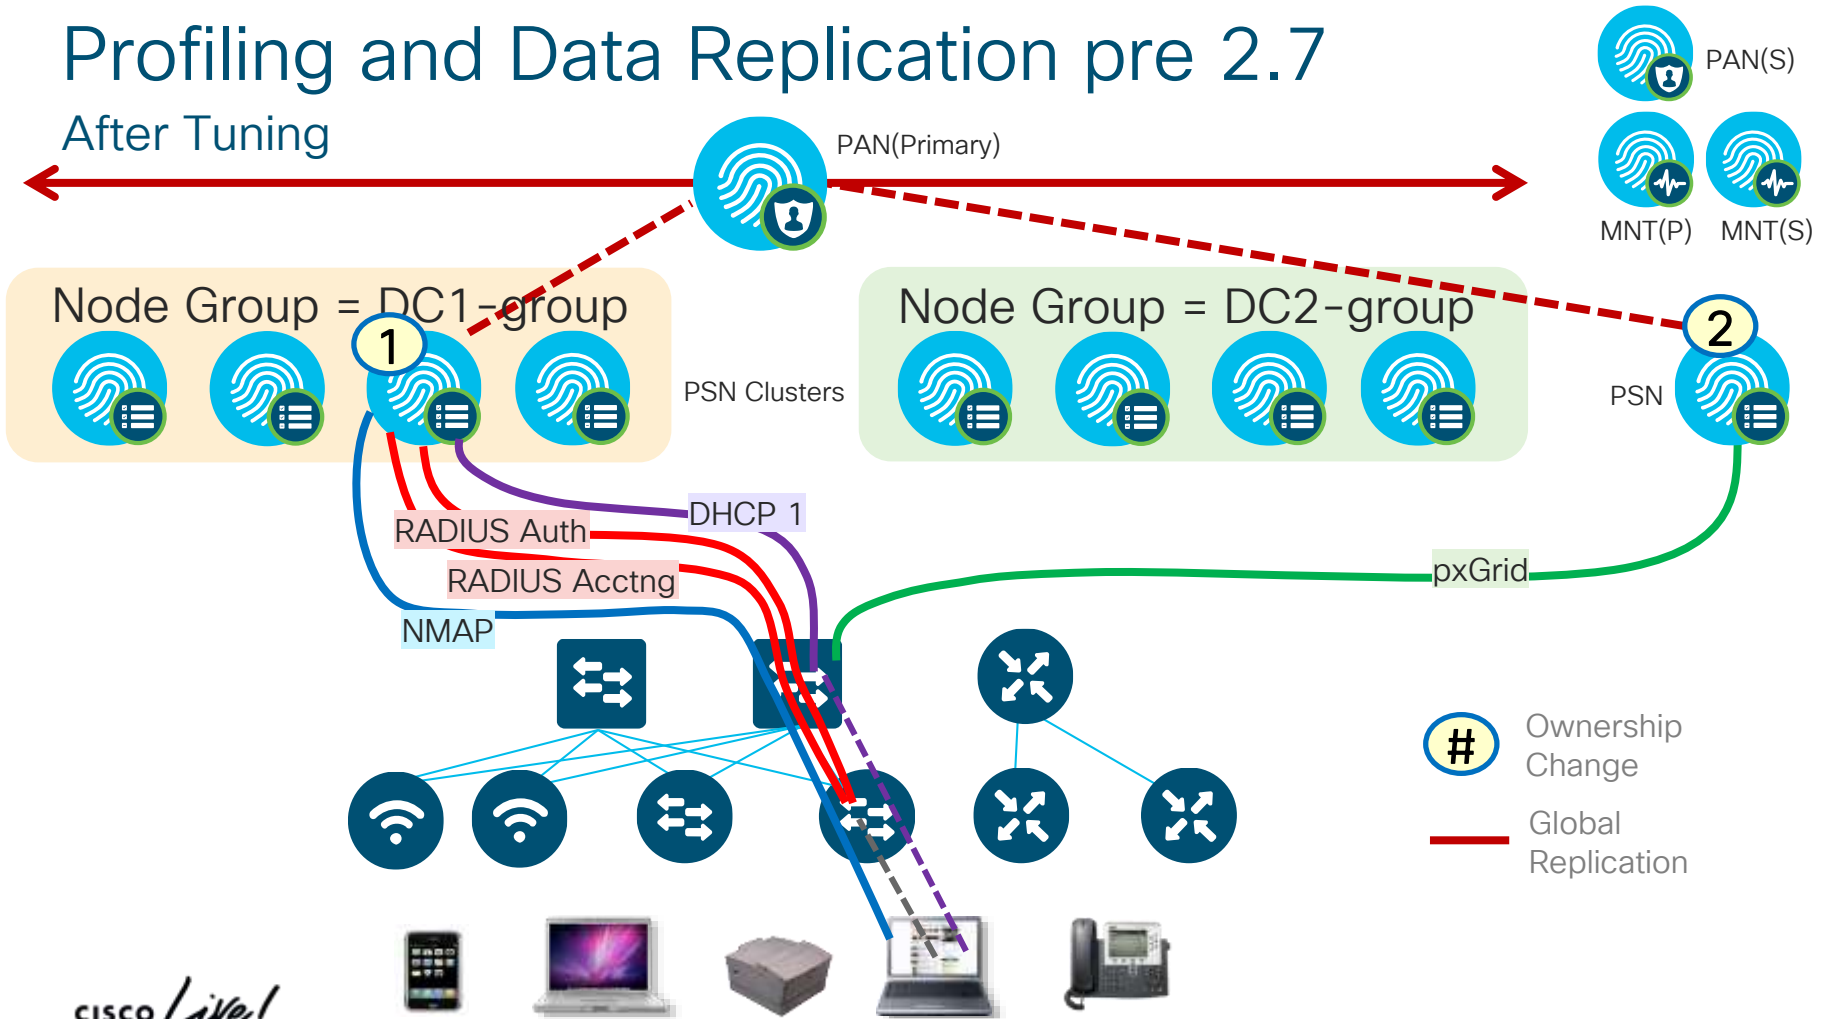 Profiling and Data Replication pre 2.7
After Tuning
PAN(Primary)
PAN(S)
MNT(P)
MNT(S)
Node Group = DC1-group
1
PSN Clusters
Node Group = DC2-group
2
PSN
DHCP 1
RADIUS Auth
RADIUS Acctng
NMAP
pxGrid
# Ownership
Change
Global
Replication
CISCO Live!